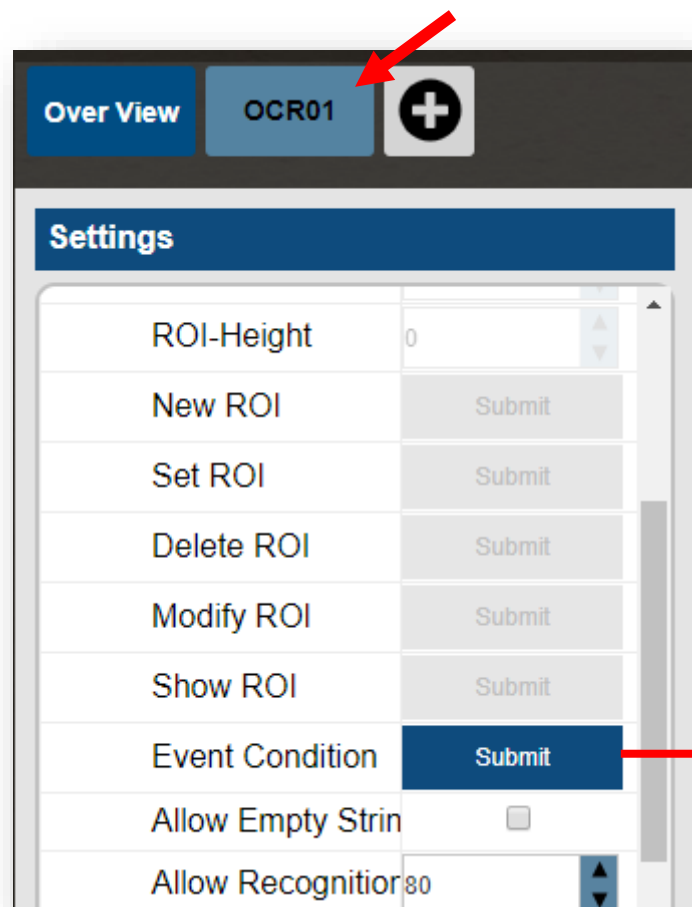 Over View OCR01
Settings
ROI-Height 0
New ROI Submit
Set ROI Submit
Delete ROI Submit
Modify ROI Submit
Show ROI Submit
Event Condition Submit
Allow Empty Strin
Allow Recognition 80